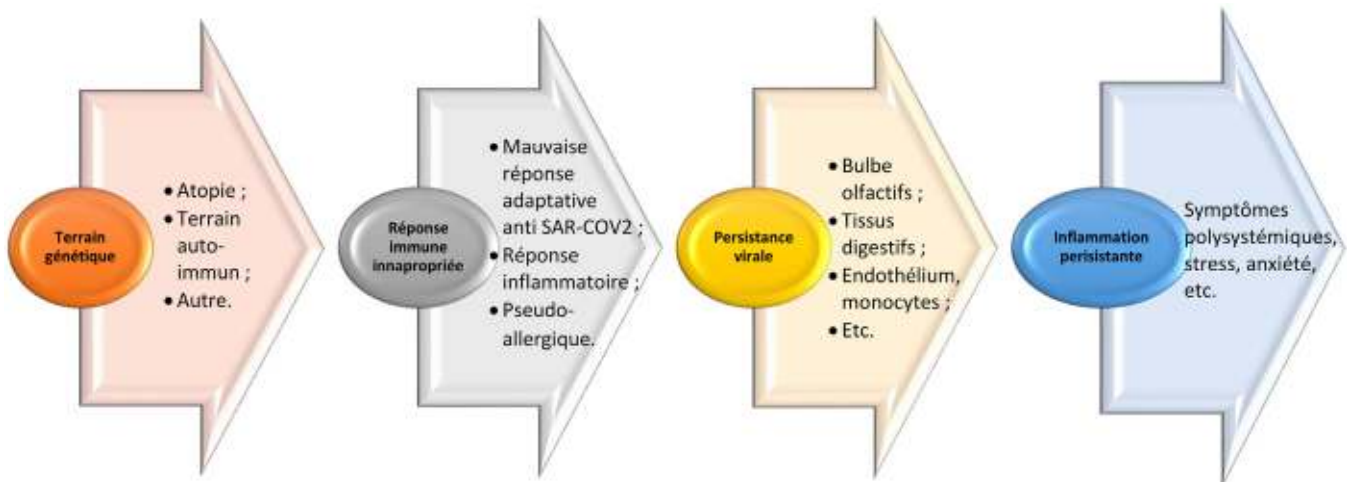 Terrain
génétique
• Atopie ;
• Terrain
auto-
immun ;
• Autre.
Réponse
immune
innapropriée
• Mauvaise
réponse
adaptative
anti SAR-COV2 ;
• Réponse
inflammatoire ;
• Pseudo-
allergique.
Persistance
virale
• Bulbe
olfactifs ;
• Tissus
digestifs ;
• Endothélium,
monocytes ;
• Etc.
Inflammation
perisistante
Symptômes
polysystémiques,
stress, anxiété,
etc.